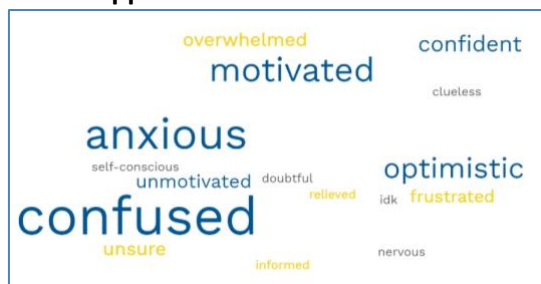 overwhelmed
confident
motivated
clueless
anxious
self-conscious
optimistic
unmotivated
doubtful
relieved
idk
frustrated
confused
unsure
nervous
informed